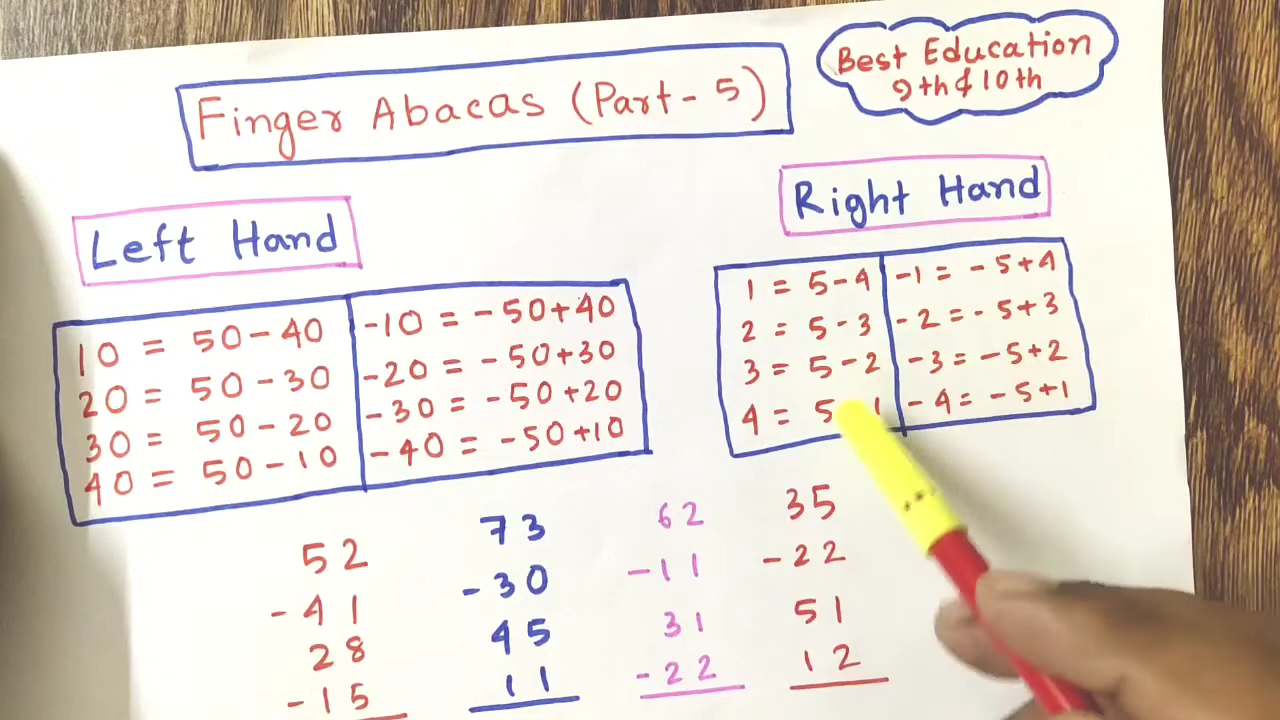 Finger Abacas (Part-5)
Best Education
9th & 10th
Left Hand
10 = 50-40
20 = 50-30
30 = 50-20
40 = 50-10
-10 = -50+40
-20 = -50+30
-30 = -50+20
-40 = -50+10
Right Hand
1 = 5-4
2 = 5-3
3 = 5-2
4 = 5 1
-1 = -5+4
-2 = -5+3
-3 = -5+2
-4 = -5+1
52
-41
28
-15
73
-30
45
11
62
-11
31
-22
35
-22
51
12